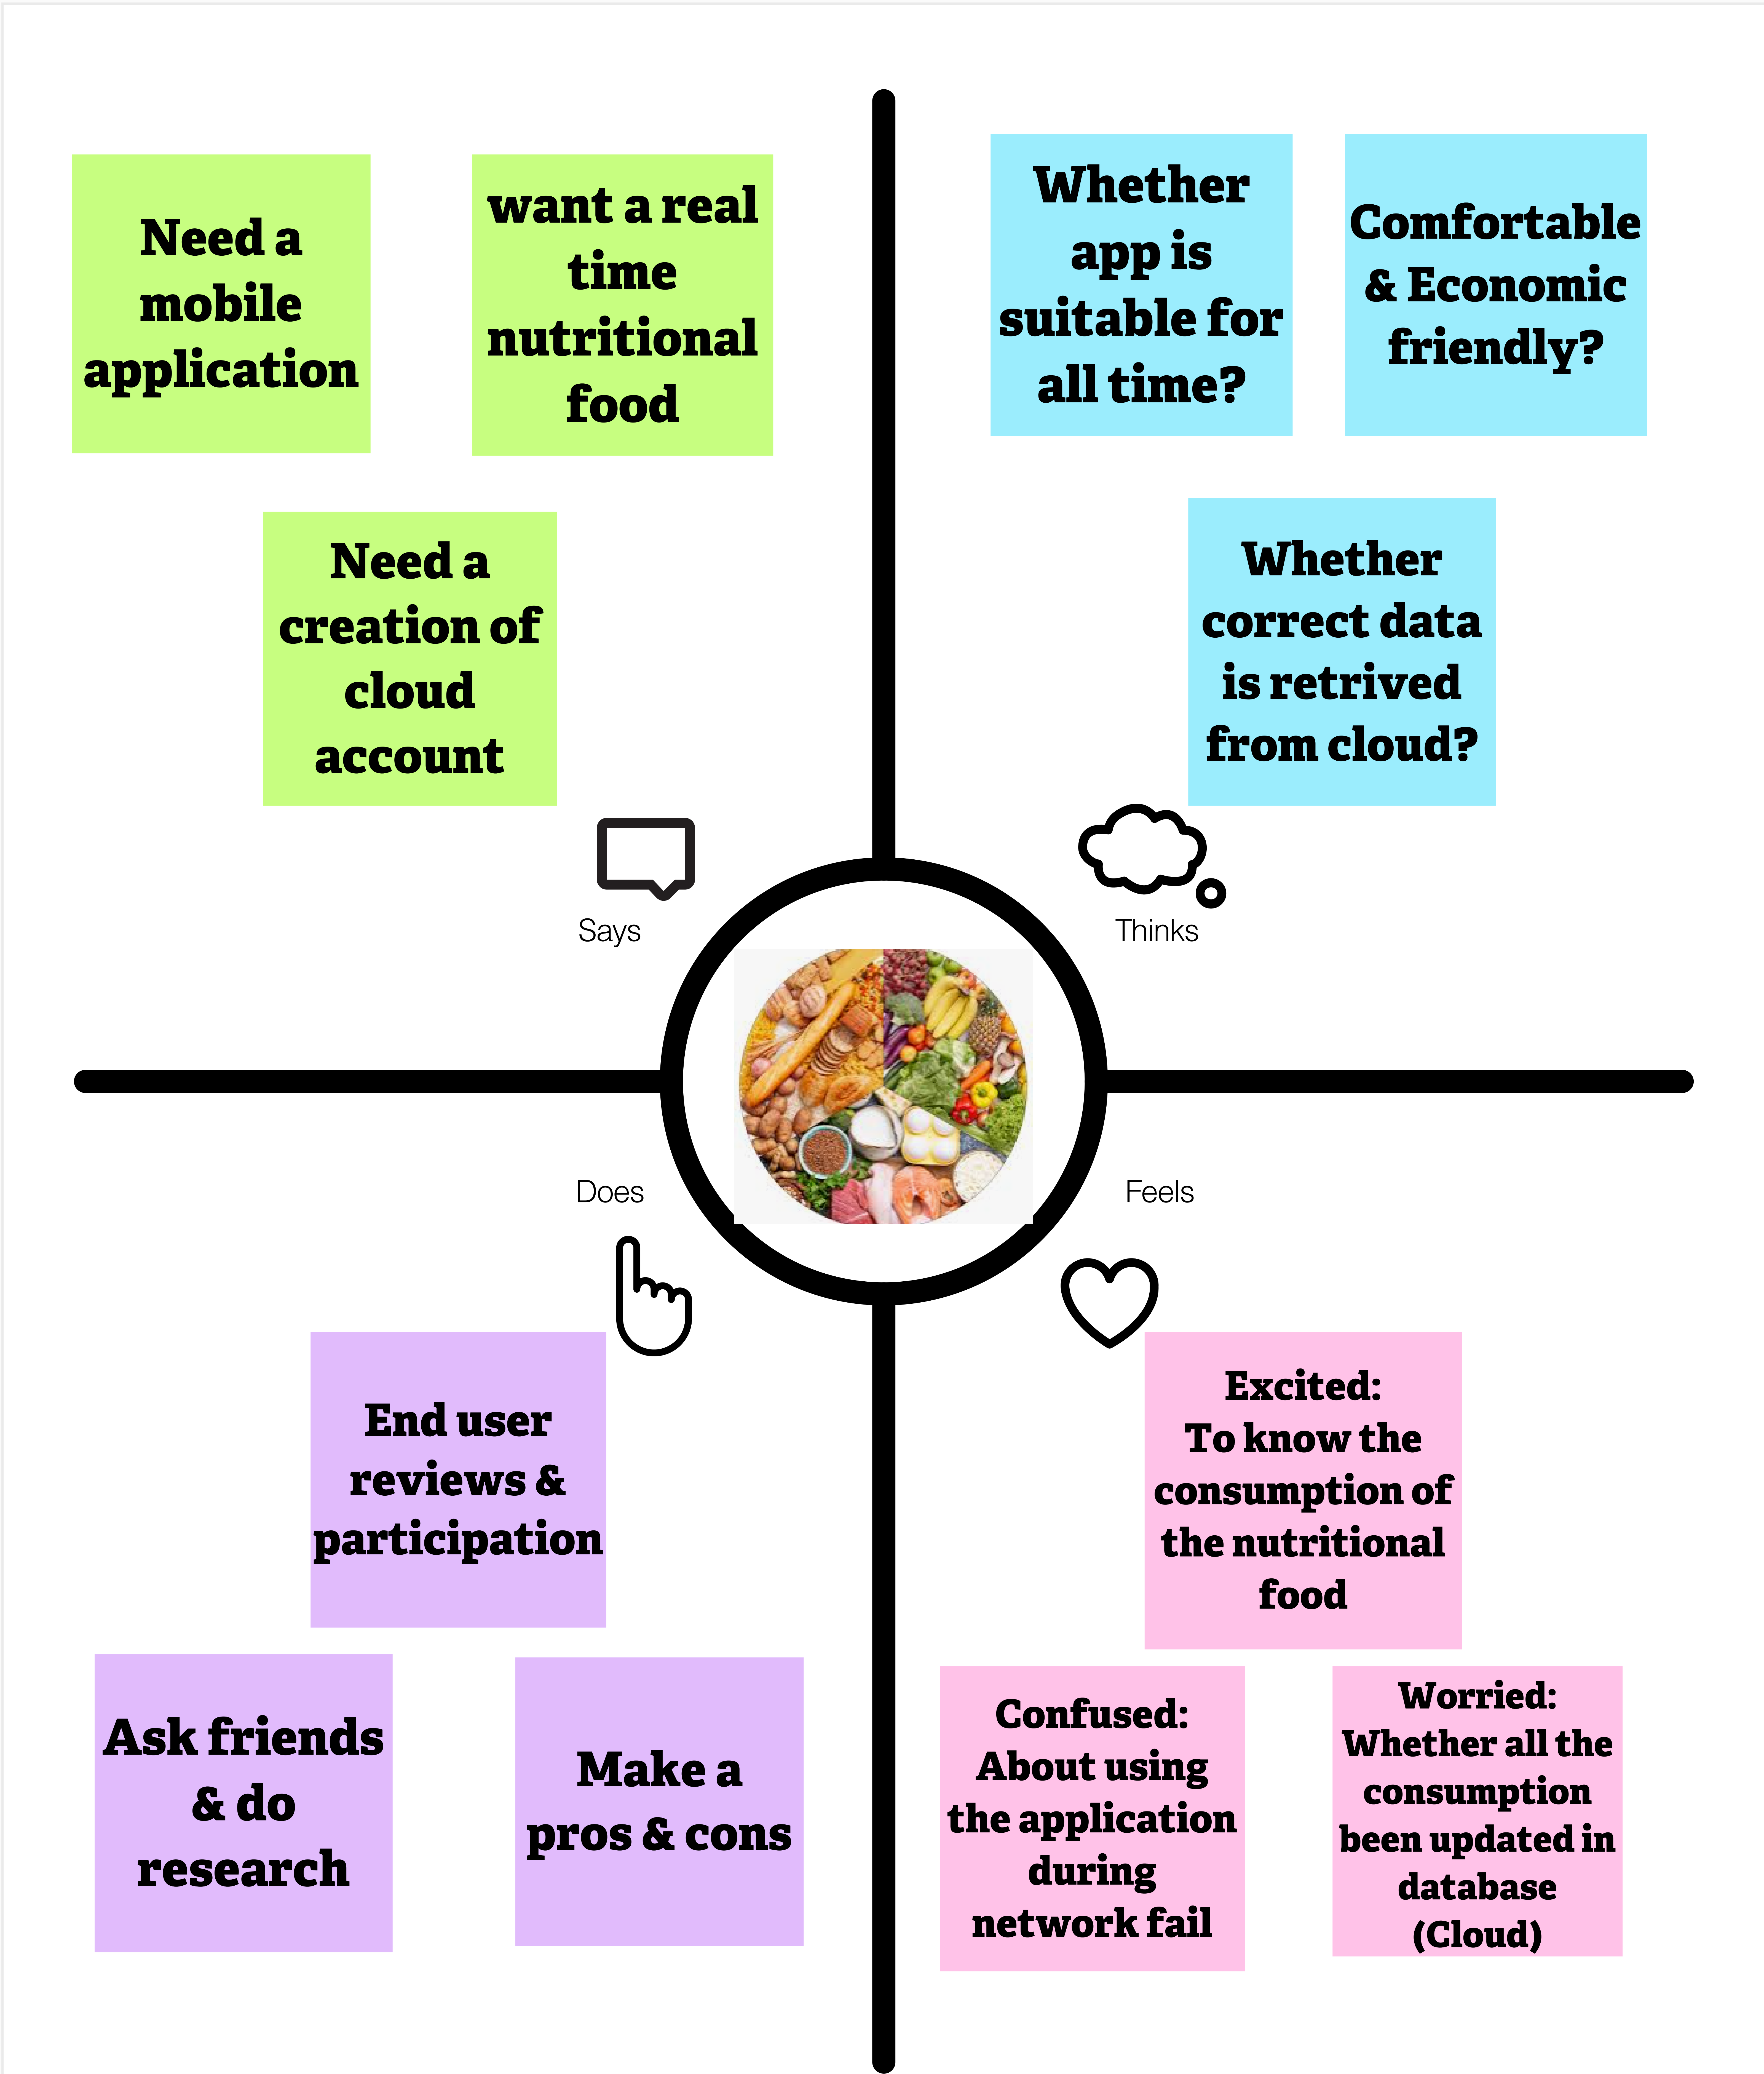 Need a
mobile
application
want a real
time
nutritional
food
Need a
creation of
cloud
account
Says
Whether
app is
suitable for
all time?
Comfortable
& Economic
friendly?
Whether
correct data
is retrived
from cloud?
Thinks
Does
End user
reviews &
participation
Ask friends
& do
research
Make a
pros & cons
Feels
Excited:
To know the
consumption of
the nutritional
food
Confused:
About using
the application
during
network fail
Worried:
Whether all the
consumption
been updated in
database
(Cloud)